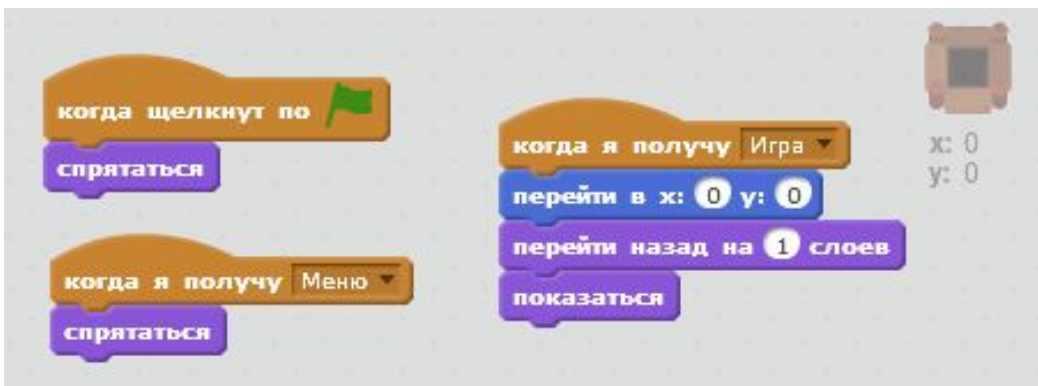 когда щелкнут по
спрятаться
когда я получу Меню
спрятаться
когда я получу Игра
перейти в x: 0 y: 0
перейти назад на 1 слоев
показаться
x: 0
y: 0